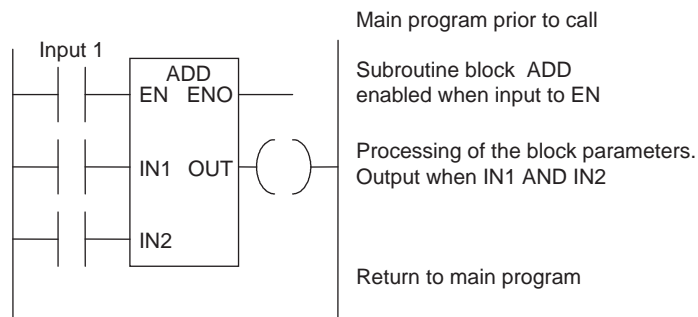 Main program prior to call
Input 1
ADD
EN ENO
Subroutine block ADD
enabled when input to EN
IN1 OUT
Processing of the block parameters.
Output when IN1 AND IN2
IN2
Return to main program